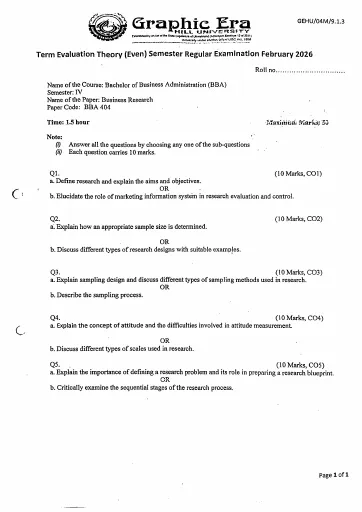 GEHU/04M/9.1.3
Graphic Era
HILL UNIVERSITY
Term Evaluation Theory (Even) Semester Regular Examination February 2026
Roll no..............................
Name of the Course: Bachelor of Business Administration (BBA)
Semester: IV
Name of the Paper: Business Research
Paper Code: BBA 404
Time: 1.5 hour Maximum Marks: 50
Note:
(i) Answer all the questions by choosing any one of the sub-questions
(ii) Each question carries 10 marks.
Q1. (10 Marks, CO1)
a. Define research and explain the aims and objectives.
OR
b. Elucidate the role of marketing information system in research evaluation and control.
Q2. (10 Marks, CO2)
a. Explain how an appropriate sample size is determined.
OR
b. Discuss different types of research designs with suitable examples.
Q3. (10 Marks, CO3)
a. Explain sampling design and discuss different types of sampling methods used in research.
OR
b. Describe the sampling process.
Q4. (10 Marks, CO4)
a. Explain the concept of attitude and the difficulties involved in attitude measurement.
OR
b. Discuss different types of scales used in research.
Q5. (10 Marks, CO5)
a. Explain the importance of defining a research problem and its role in preparing a research blueprint.
OR
b. Critically examine the sequential stages of the research process.
Page 1 of 1